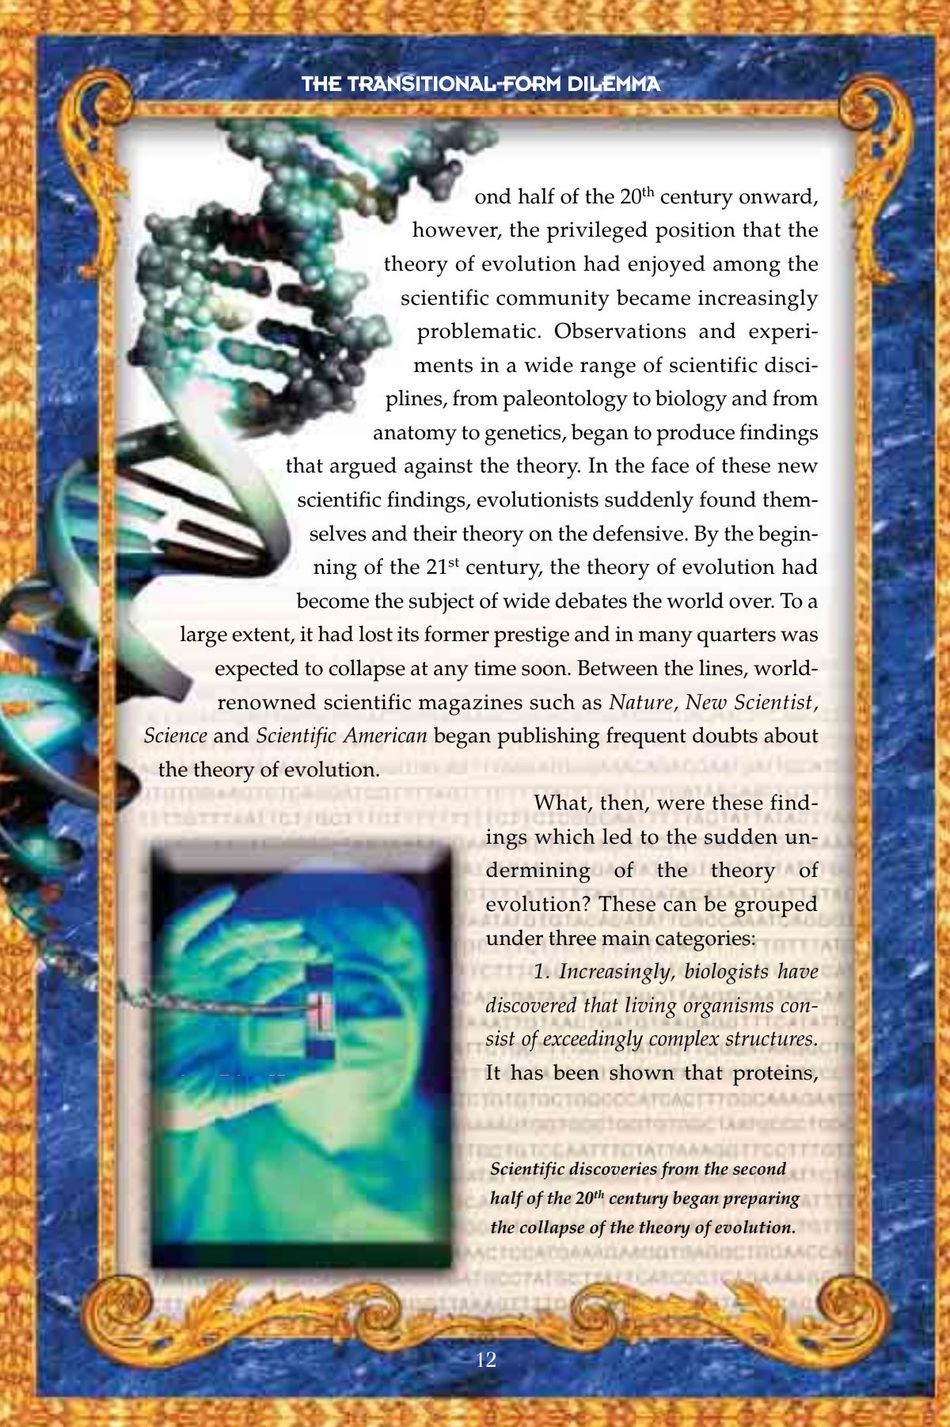 THE TRANSITIONAL-FORM DILEMMA
ond half of the 20th century onward,
however, the privileged position that the
theory of evolution had enjoyed among the
scientific community became increasingly
problematic. Observations and experi-
ments in a wide range of scientific disci-
plines, from paleontology to biology and from
anatomy to genetics, began to produce findings
that argued against the theory. In the face of these new
scientific findings, evolutionists suddenly found them-
selves and their theory on the defensive. By the begin-
ning of the 21st century, the theory of evolution had
become the subject of wide debates the world over. To a
large extent, it had lost its former prestige and in many quarters was
expected to collapse at any time soon. Between the lines, world-
renowned scientific magazines such as Nature, New Scientist,
Science and Scientific American began publishing frequent doubts about
the theory of evolution.
What, then, were these find-
ings which led to the sudden un-
dermining of the theory of
evolution? These can be grouped
under three main categories:
1. Increasingly, biologists have
discovered that living organisms con-
sist of exceedingly complex structures.
It has been shown that proteins,
Scientific discoveries from the second
half of the 20th century began preparing
the collapse of the theory of evolution.
12